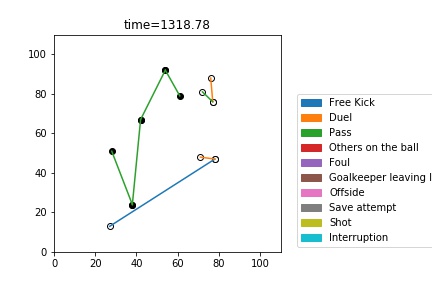 time=1318.78
100
80
60
40
20
0
0 20 40 60 80 100
Free Kick
Duel
Pass
Others on the ball
Foul
Goalkeeper leaving l
Offside
Save attempt
Shot
Interruption